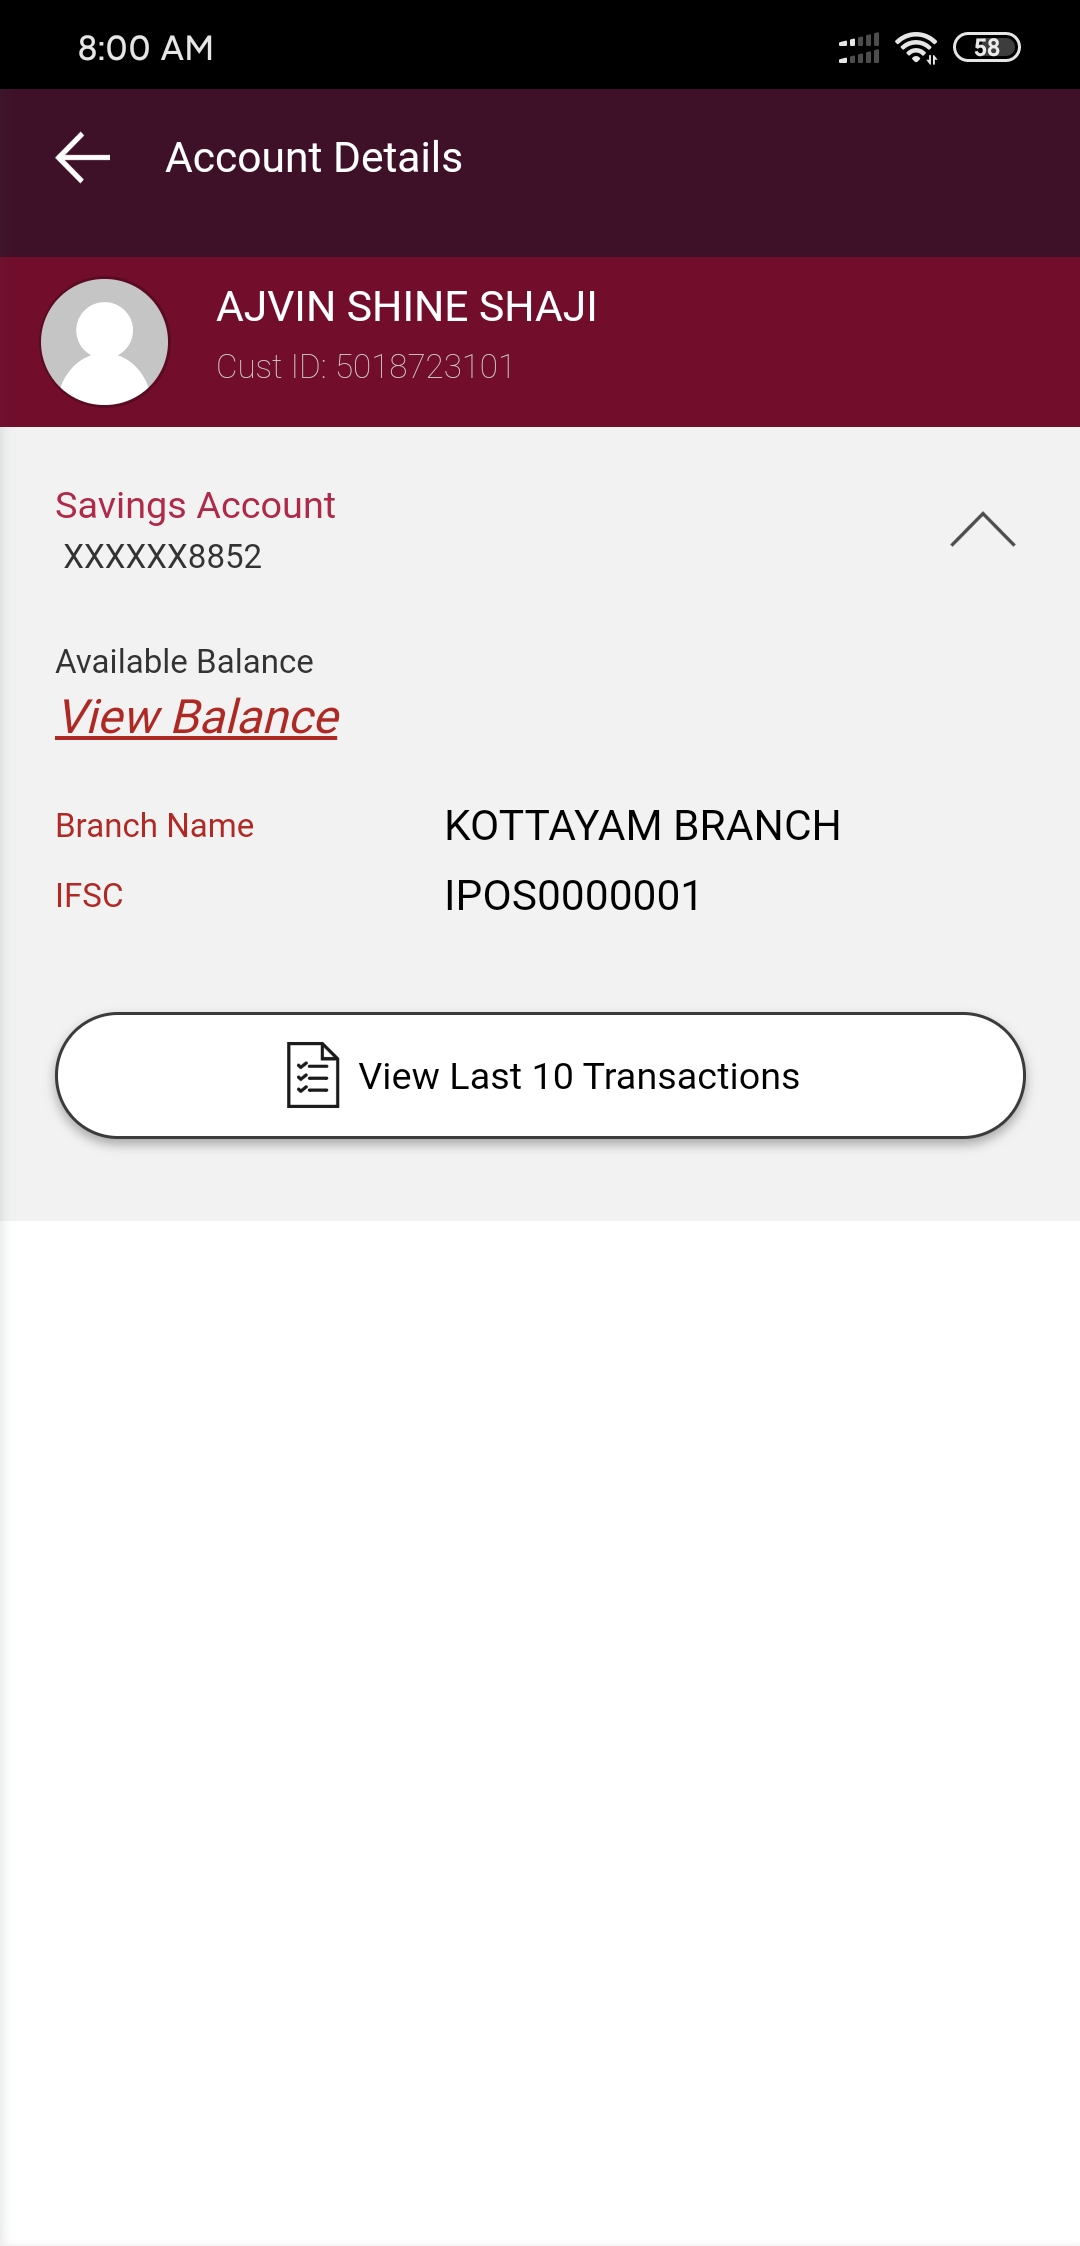 8:00 AM
58
Account Details
AJVIN SHINE SHAJI
Cust ID: 5018723101
Savings Account
XXXXXX8852
Available Balance
View Balance
Branch Name KOTTAYAM BRANCH
IFSC IPOS0000001
View Last 10 Transactions